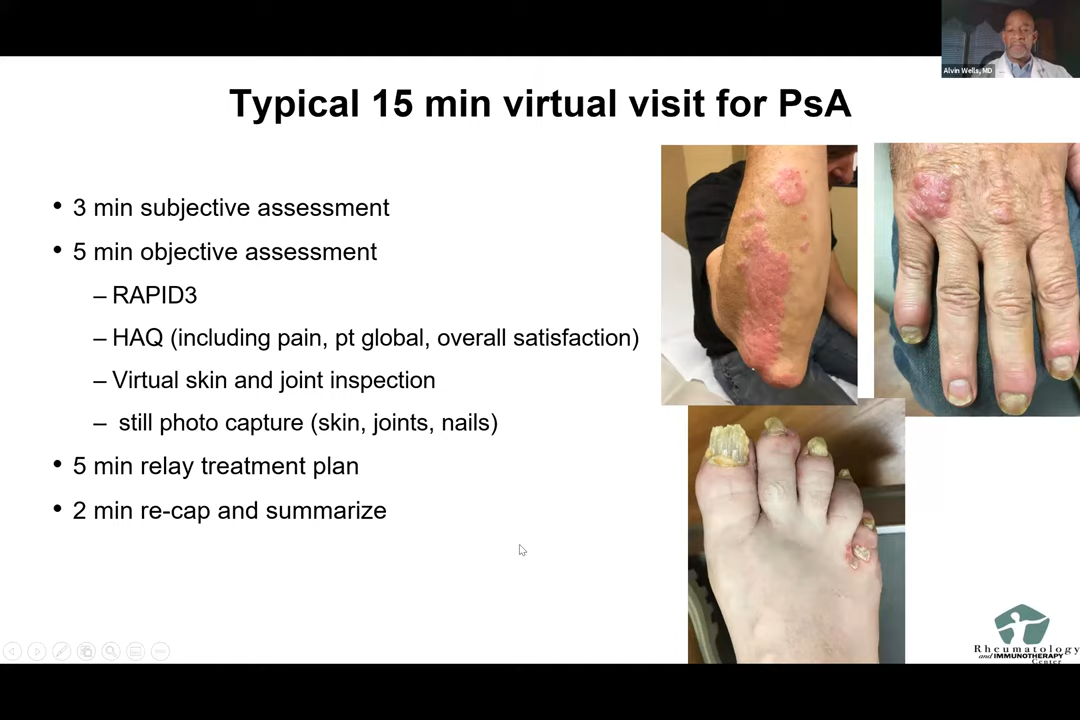 Alvin Wells, MD
Typical 15 min virtual visit for PsA
• 3 min subjective assessment
• 5 min objective assessment
– RAPID3
– HAQ (including pain, pt global, overall satisfaction)
– Virtual skin and joint inspection
– still photo capture (skin, joints, nails)
• 5 min relay treatment plan
• 2 min re-cap and summarize
Rheumatology
and IMMUNOTHERAPY
Center